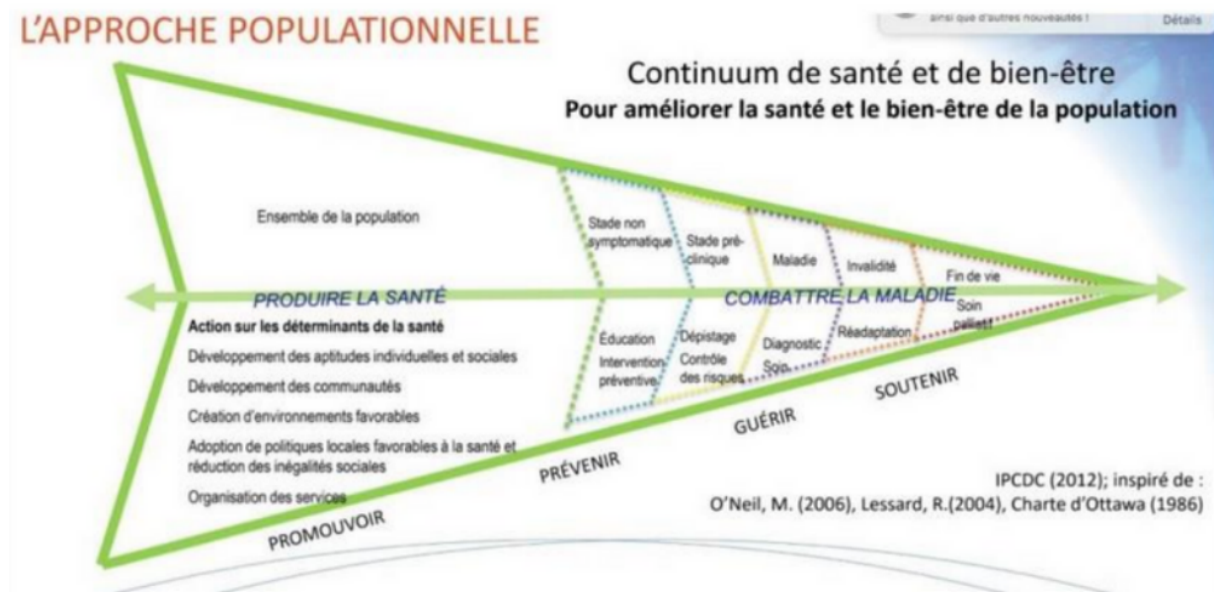 L'APPROCHE POPULATIONNELLE
ainsi que d'autres nouveautés !
Détails
Continuum de santé et de bien-être
Pour améliorer la santé et le bien-être de la population
Ensemble de la population
Stade non
symptomatique
Stade pré-
clinique
Maladie
Invalidité
Fin de vie
PRODUIRE LA SANTÉ
COMBATTRE LA MALADIE
Action sur les déterminants de la santé
Développement des aptitudes individuelles et sociales
Développement des communautés
Création d'environnements favorables
Adoption de politiques locales favorables à la santé et
réduction des inégalités sociales
Organisation des services
Éducation
Intervention
préventive
Dépistage
Contrôle
des risques
Diagnostic
Soin
Réadaptation
Soin
palliatif
PROMOUVOIR
PRÉVENIR
GUÉRIR
SOUTENIR
IPCDC (2012); inspiré de :
O'Neil, M. (2006), Lessard, R.(2004), Charte d'Ottawa (1986)